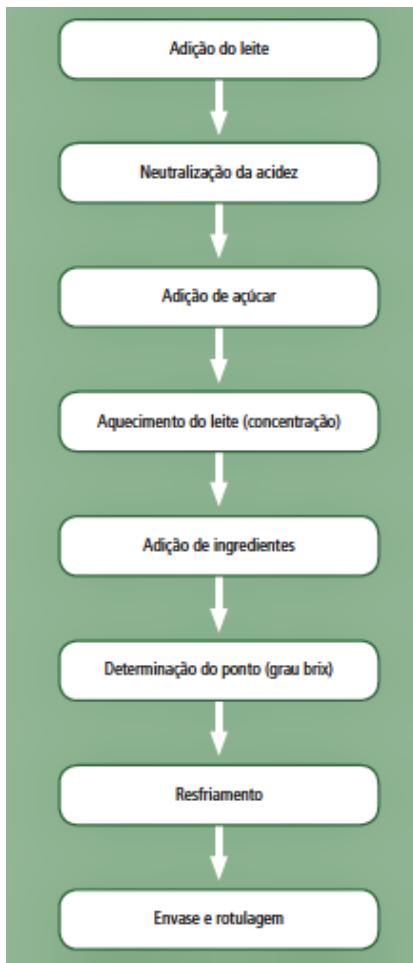 Adição do leite
Neutralização da acidez
Adição de açúcar
Aquecimento do leite (concentração)
Adição de ingredientes
Determinação do ponto (grau brix)
Resfriamento
Envase e rotulagem